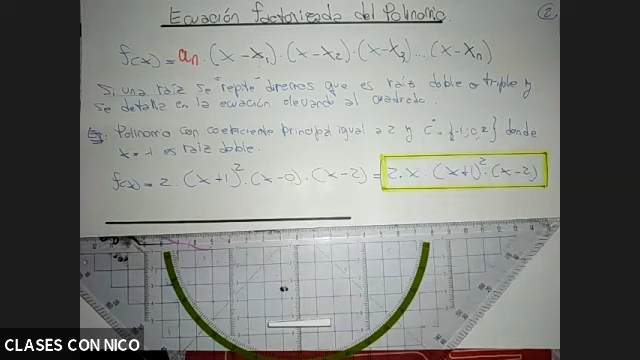 Ecuación factorizada del Polinomio. 2
f(x) = an · (x - x1) · (x - x2) · (x - x3) ... (x - xn)
Si una raíz se "repite" diremos que es raíz doble o triple y
se detalla en la ecuación elevando al cuadrado.
Ej: Polinomio con coeficiente principal igual a 2 y C° = {-1; 0; 2} donde
x = -1 es raíz doble.
f(x) = 2 · (x+1)² · (x-0) · (x-2) = 2 · x · (x+1)² · (x-2)
CLASES CON NICO